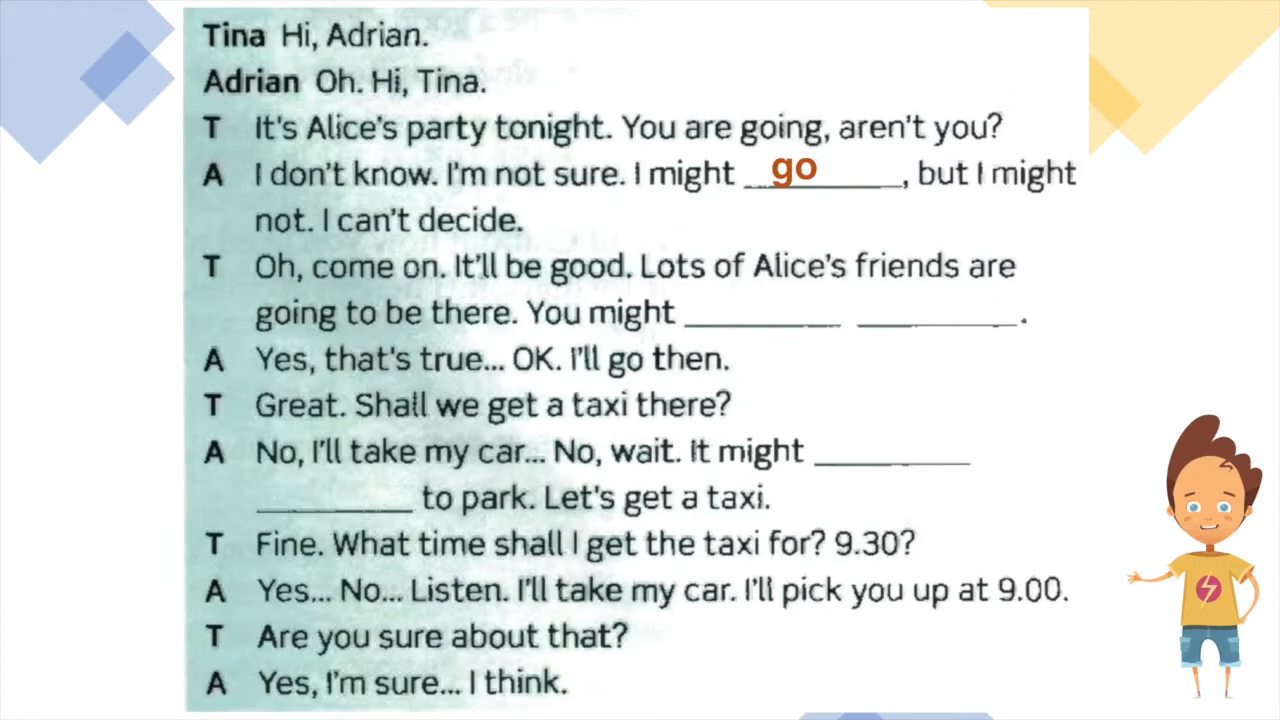 Tina Hi, Adrian.
Adrian Oh. Hi, Tina.
T It's Alice's party tonight. You are going, aren't you?
A I don't know. I'm not sure. I might go, but I might
not. I can't decide.
T Oh, come on. It'll be good. Lots of Alice's friends are
going to be there. You might ________ ________.
A Yes, that's true... OK. I'll go then.
T Great. Shall we get a taxi there?
A No, I'll take my car... No, wait. It might ________
________ to park. Let's get a taxi.
T Fine. What time shall I get the taxi for? 9.30?
A Yes... No... Listen. I'll take my car. I'll pick you up at 9.00.
T Are you sure about that?
A Yes, I'm sure... I think.